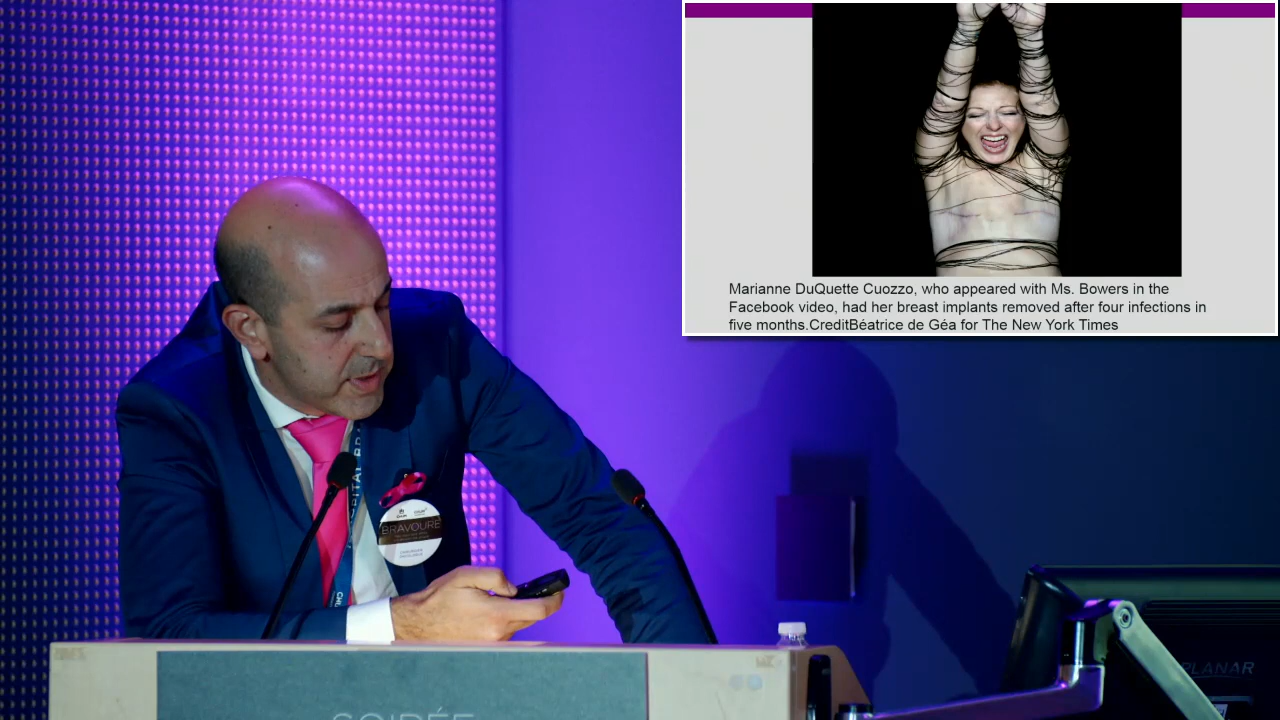 Marianne DuQuette Cuozzo, who appeared with Ms. Bowers in the
Facebook video, had her breast implants removed after four infections in
five months.CreditBéatrice de Géa for The New York Times
BRAVOURE
PLANAR
SOIRÉE